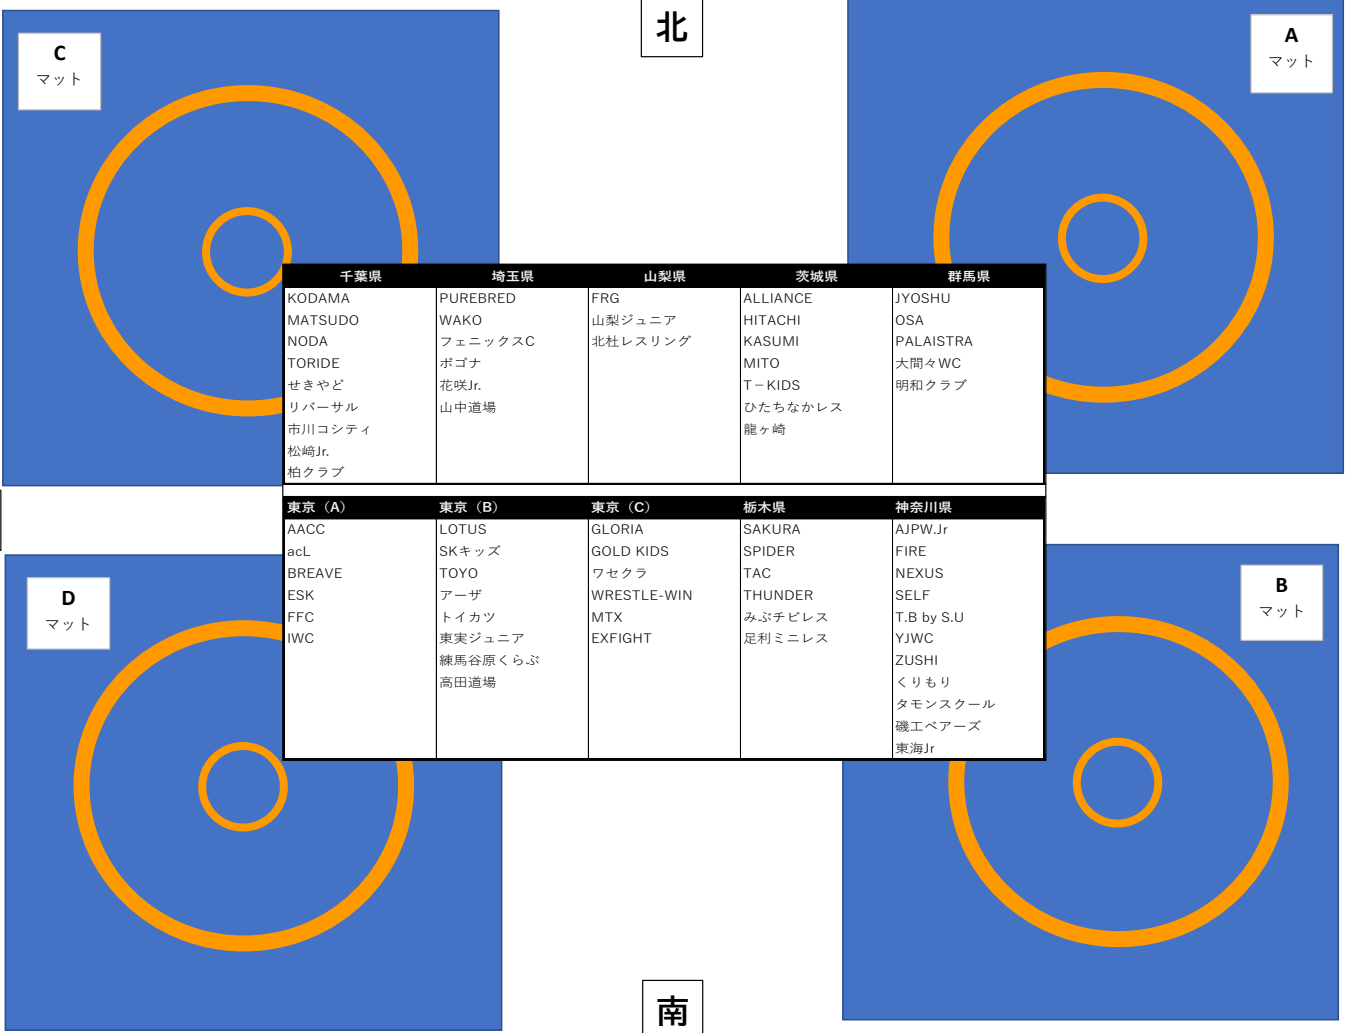 北
C
マット
A
マット
千葉県 埼玉県 山梨県 茨城県 群馬県
KODAMA PUREBRED FRG ALLIANCE JYOSHU
MATSUDO WAKO 山梨ジュニア HITACHI OSA
NODA フェニックスC 北杜レスリング KASUMI PALAISTRA
TORIDE ボゴナ MITO 大間々WC
せきやど 花咲Jr. T－KIDS 明和クラブ
リバーサル 山中道場 ひたちなかレス
市川コシティ 龍ヶ崎
松﨑Jr.
柏クラブ
東京（A） 東京（B） 東京（C） 栃木県 神奈川県
AACC LOTUS GLORIA SAKURA AJPW.Jr
acL SKキッズ GOLD KIDS SPIDER FIRE
BREAVE TOYO ワセクラ TAC NEXUS
ESK アーザ WRESTLE-WIN THUNDER SELF
FFC トイカツ MTX みぶチビレス T.B by S.U
IWC 東実ジュニア EXFIGHT 足利ミニレス YJWC
練馬谷原くらぶ ZUSHI
高田道場 くりもり
タモンスクール
磯工ベアーズ
東海Jr
D
マット
B
マット
南